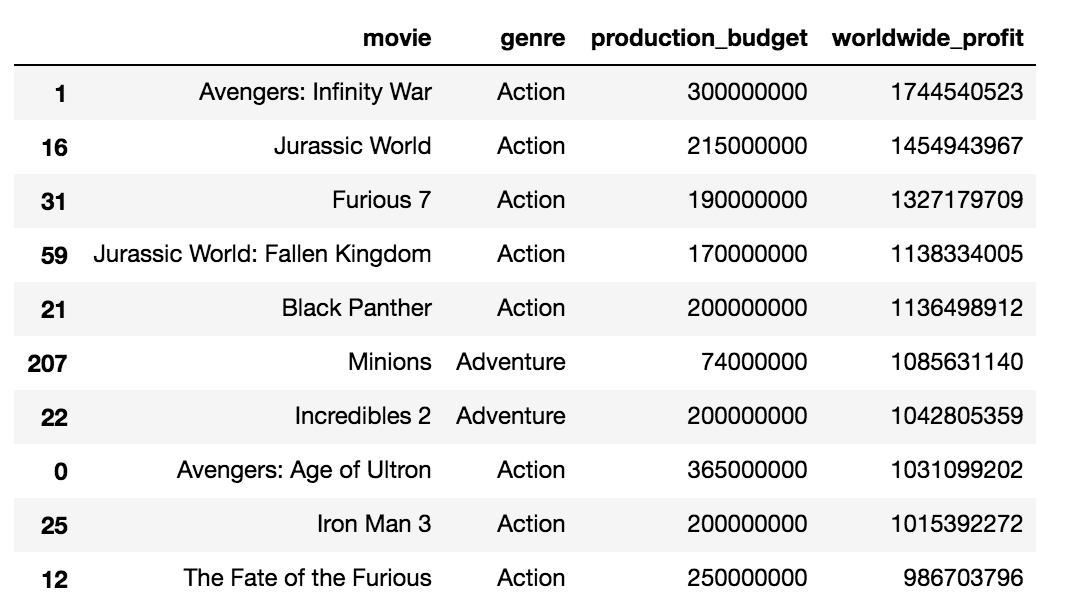 movie genre production_budget worldwide_profit
1 Avengers: Infinity War Action 300000000 1744540523
16 Jurassic World Action 215000000 1454943967
31 Furious 7 Action 190000000 1327179709
59 Jurassic World: Fallen Kingdom Action 170000000 1138334005
21 Black Panther Action 200000000 1136498912
207 Minions Adventure 74000000 1085631140
22 Incredibles 2 Adventure 200000000 1042805359
0 Avengers: Age of Ultron Action 365000000 1031099202
25 Iron Man 3 Action 200000000 1015392272
12 The Fate of the Furious Action 250000000 986703796